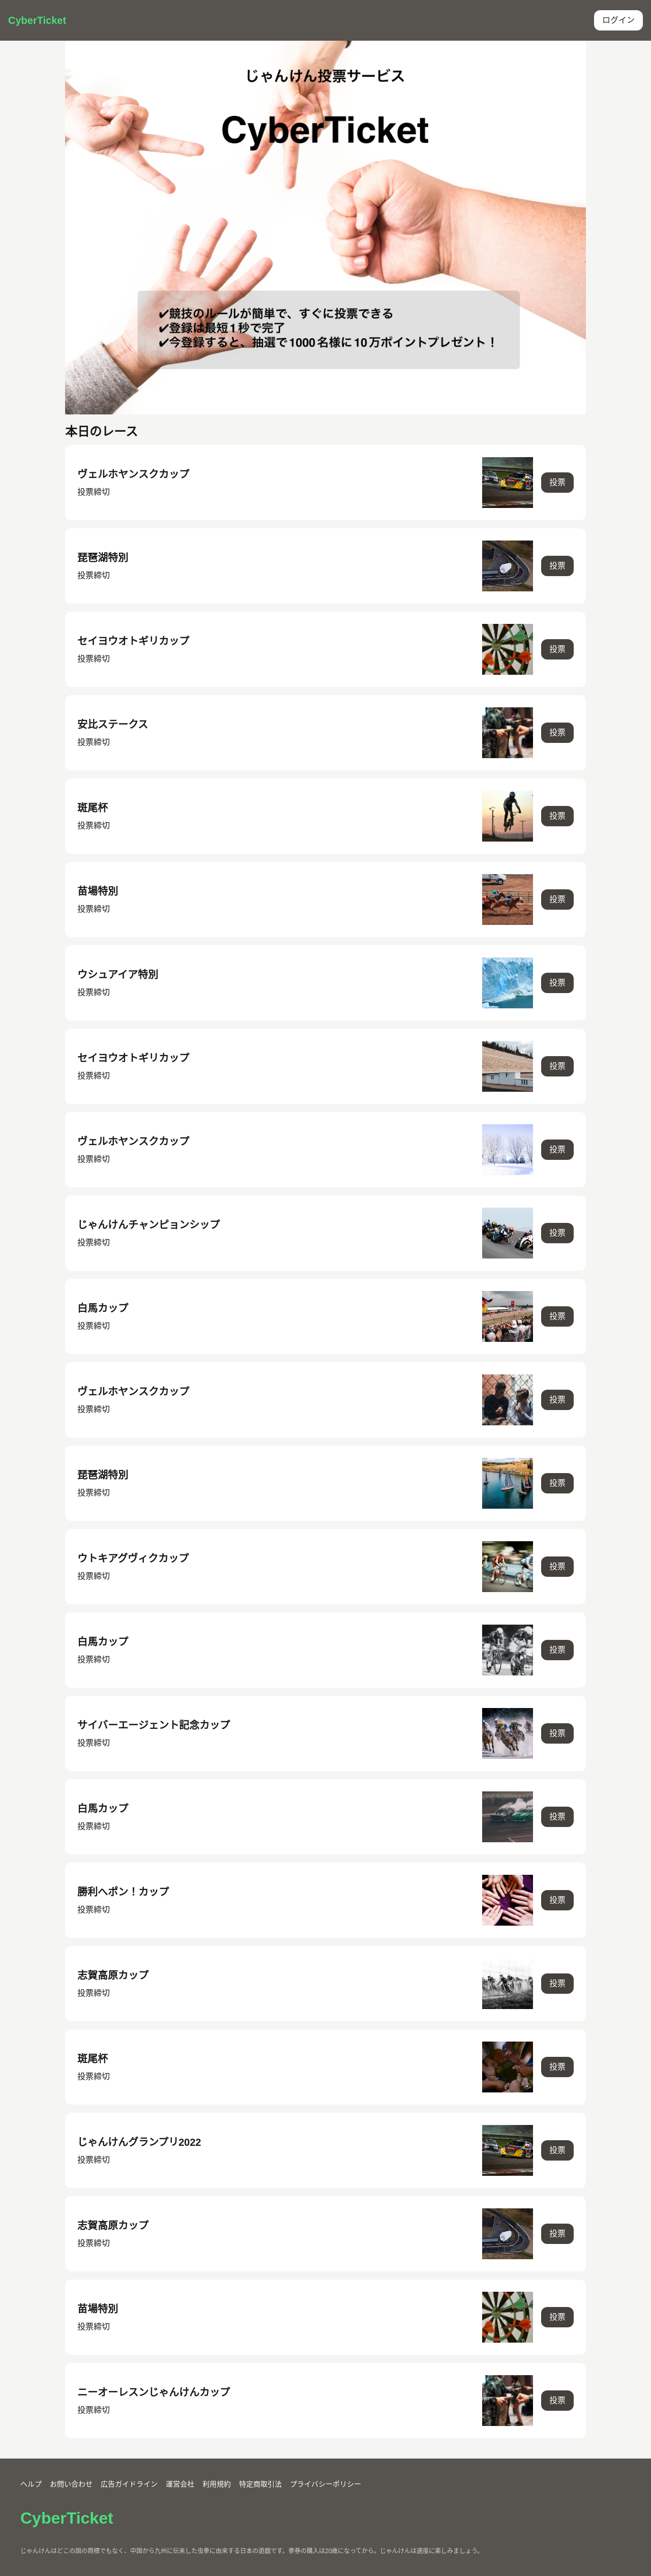 CyberTicket
ログイン
じゃんけん投票サービス
CyberTicket
✔競技のルールが簡単で、すぐに投票できる
✔登録は最短1秒で完了
✔今登録すると、抽選で1000名様に10万ポイントプレゼント！
本日のレース
ヴェルホヤンスクカップ
投票締切
投票
琵琶湖特別
投票締切
投票
セイヨウオトギリカップ
投票締切
投票
安比ステークス
投票締切
投票
斑尾杯
投票締切
投票
苗場特別
投票締切
投票
ウシュアイア特別
投票締切
投票
セイヨウオトギリカップ
投票締切
投票
ヴェルホヤンスクカップ
投票締切
投票
じゃんけんチャンピョンシップ
投票締切
投票
白馬カップ
投票締切
投票
ヴェルホヤンスクカップ
投票締切
投票
琵琶湖特別
投票締切
投票
ウトキアグヴィクカップ
投票締切
投票
白馬カップ
投票締切
投票
サイバーエージェント記念カップ
投票締切
投票
白馬カップ
投票締切
投票
勝利へポン！カップ
投票締切
投票
志賀高原カップ
投票締切
投票
斑尾杯
投票締切
投票
じゃんけんグランプリ2022
投票締切
投票
志賀高原カップ
投票締切
投票
苗場特別
投票締切
投票
ニーオーレスンじゃんけんカップ
投票締切
投票
ヘルプ お問い合わせ 広告ガイドライン 運営会社 利用規約 特定商取引法 プライバシーポリシー
CyberTicket
じゃんけんはどこの国の商標でもなく、中国から九州に伝来した虫拳に由来する日本の遊戯です。拳券の購入は20歳になってから。じゃんけんは適度に楽しみましょう。